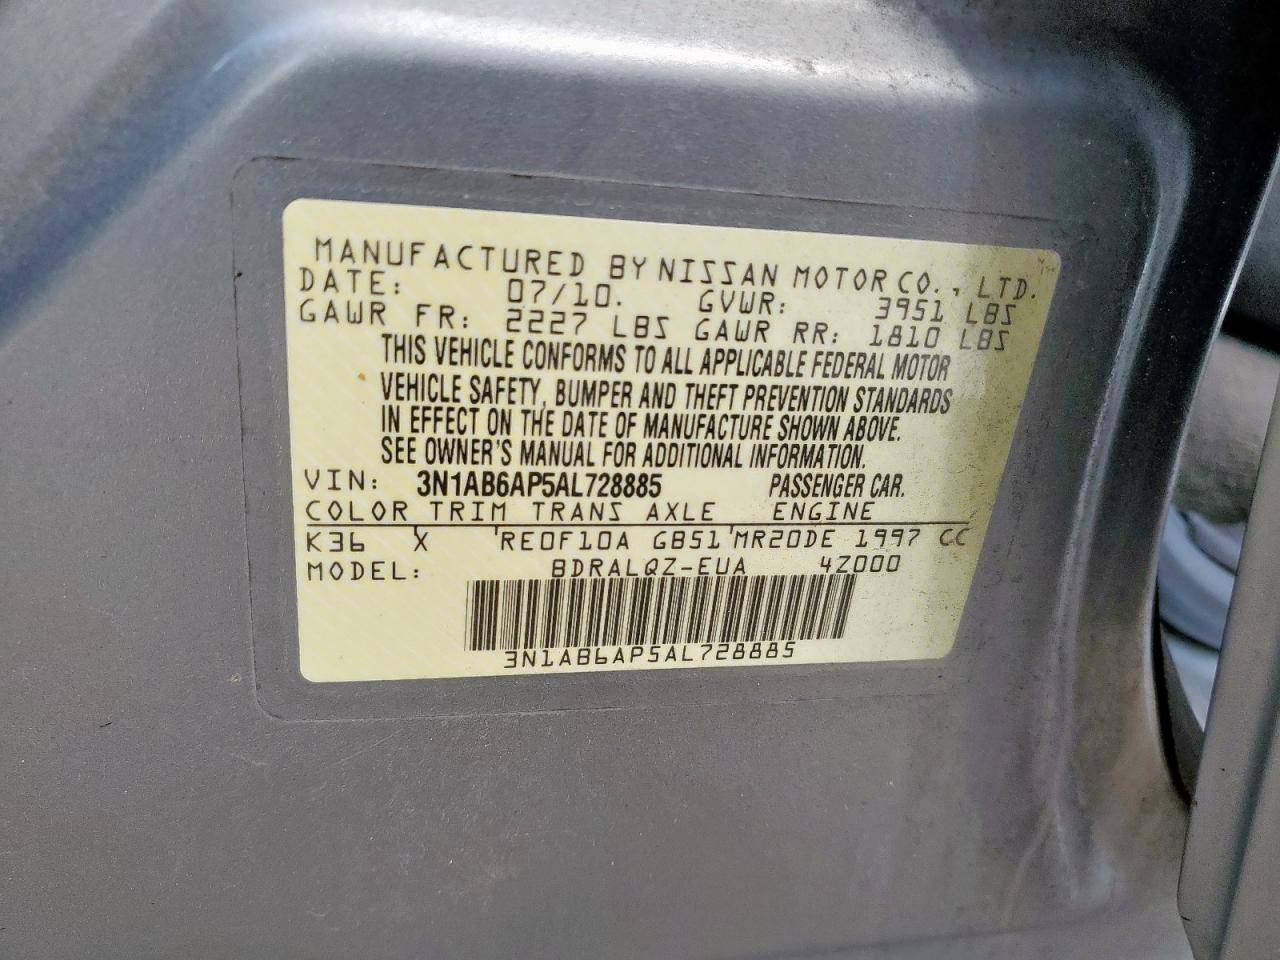 MANUFACTURED BY NISSAN MOTOR CO., LTD.
DATE: 07/10. GVWR: 3951 LBS
GAWR FR: 2227 LBS GAWR RR: 1810 LBS
THIS VEHICLE CONFORMS TO ALL APPLICABLE FEDERAL MOTOR
VEHICLE SAFETY, BUMPER AND THEFT PREVENTION STANDARDS
IN EFFECT ON THE DATE OF MANUFACTURE SHOWN ABOVE.
SEE OWNER'S MANUAL FOR ADDITIONAL INFORMATION.
VIN: 3N1AB6AP5AL728885 PASSENGER CAR.
COLOR TRIM TRANS AXLE ENGINE
K36 X RE0F10A GB51 MR20DE 1997 CC
MODEL: BDRALQZ-EUA 4Z000
3N1AB6AP5AL728885